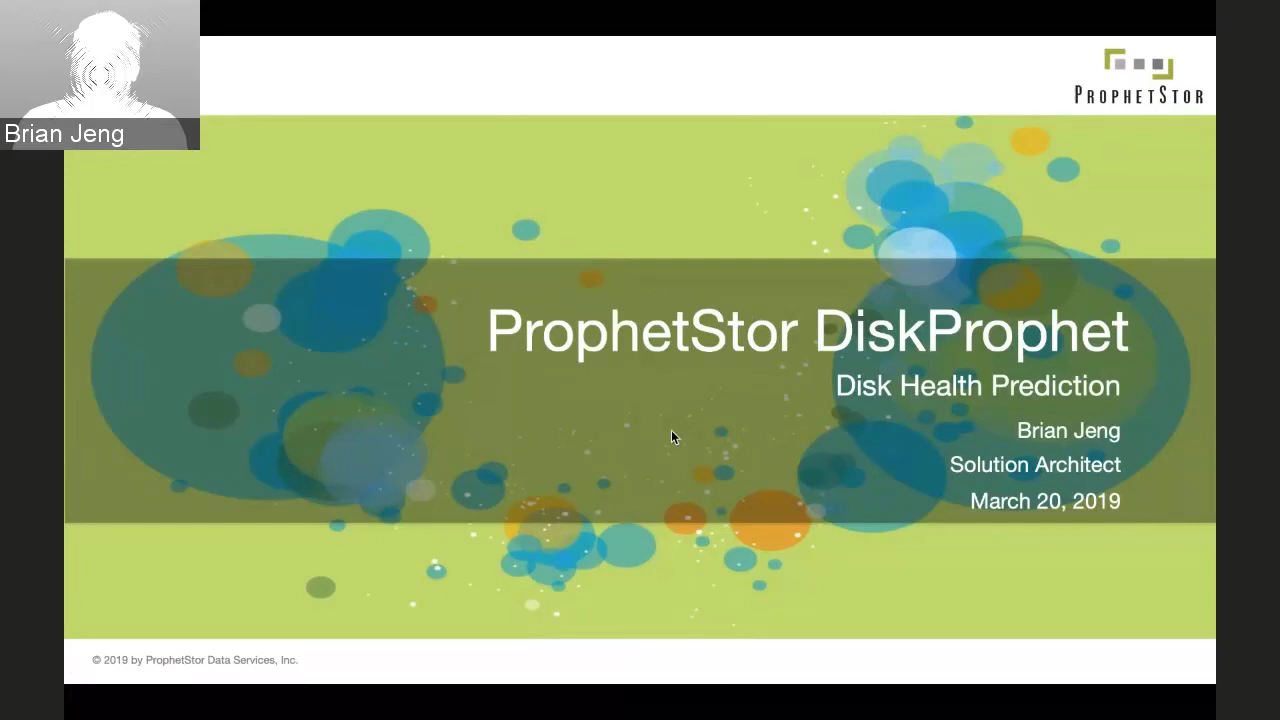 Brian Jeng
PROPHETSTOR
ProphetStor DiskProphet
Disk Health Prediction
Brian Jeng
Solution Architect
March 20, 2019
© 2019 by ProphetStor Data Services, Inc.